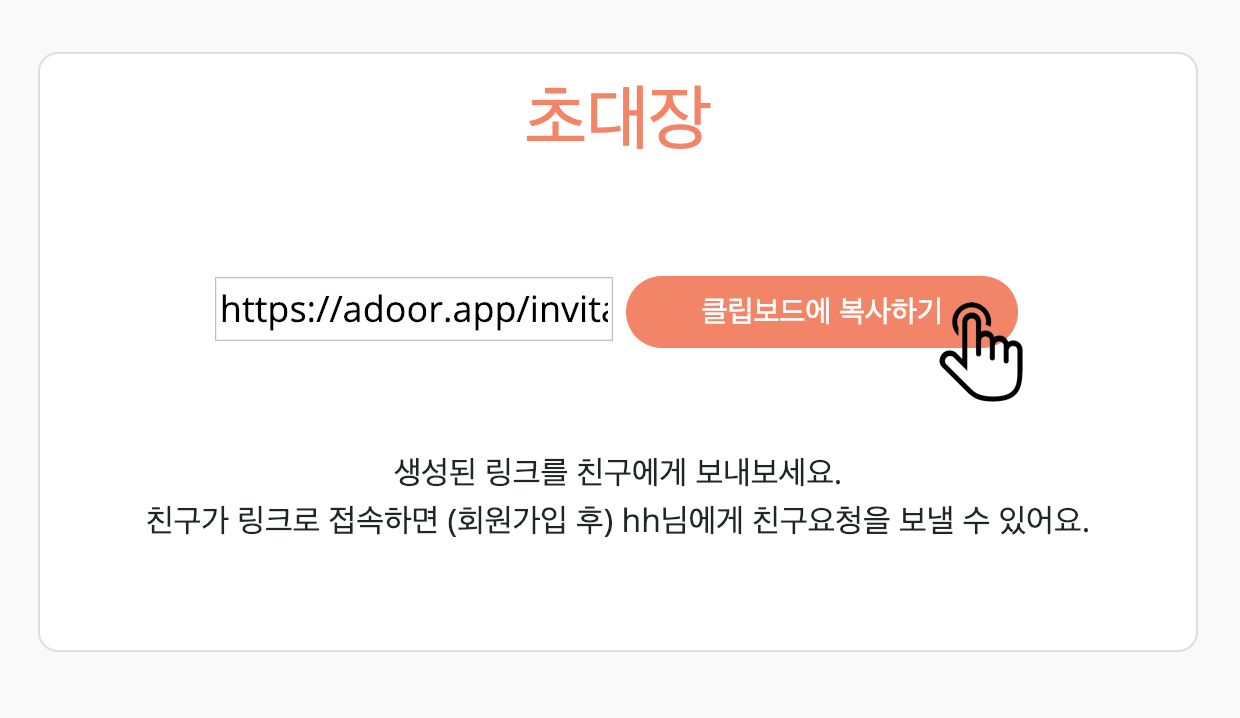 초대장
https://adoor.app/invita
클립보드에 복사하기
생성된 링크를 친구에게 보내보세요.
친구가 링크로 접속하면 (회원가입 후) hh님에게 친구요청을 보낼 수 있어요.